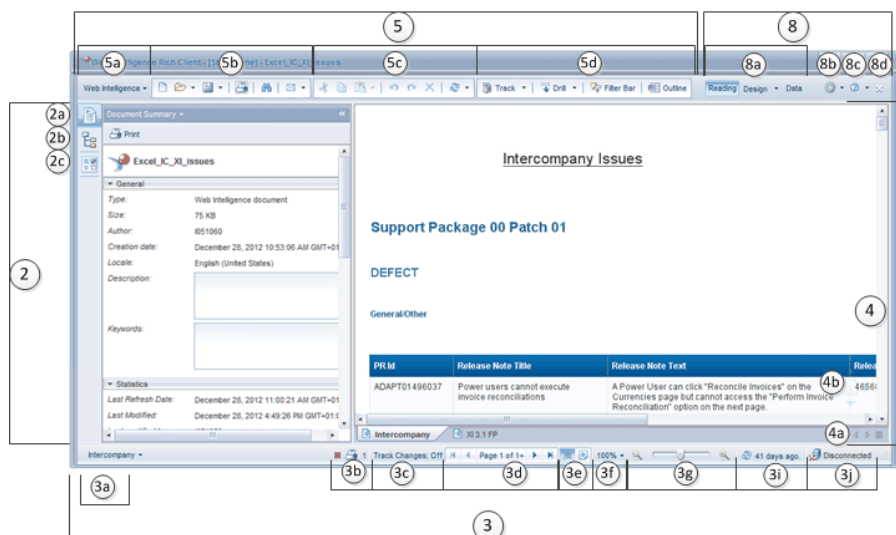 5
8
5a
5b
5c
5d
8a
8b
8c
8d
Rich Client - Excel_IC_XI_issues
Web Intelligence
Track
Drill
Filter Bar
Outline
Reading
Design
Data
2a
2b
2c
Document Summary
Print
Excel_IC_XI_issues
General
Type: Web Intelligence document
Size: 75 KB
Author: I051060
Creation date: December 28, 2012 10:53:06 AM GMT+01
Locale: English (United States)
Description:
Keywords:
Statistics
Last Refresh Date: December 28, 2012 11:00:21 AM GMT+01
Last Modified: December 28, 2012 4:49:26 PM GMT+01:0
2
Intercompany Issues
Support Package 00 Patch 01
DEFECT
General/Other
4
PR Id
Release Note Title
Release Note Text
Relea
ADAPT01496037
Power users cannot execute
invoice reconciliations
A Power User can click "Reconcile Invoices" on the
Currencies page but cannot access the "Perform Invoice
Reconciliation" option on the next page.
4656
4b
Intercompany
XI 3.1 FP
4a
Intercompany
1
Track Changes: Off
Page 1 of 1+
100%
41 days ago.
Disconnected
3a
3b
3c
3d
3e
3f
3g
3i
3j
3